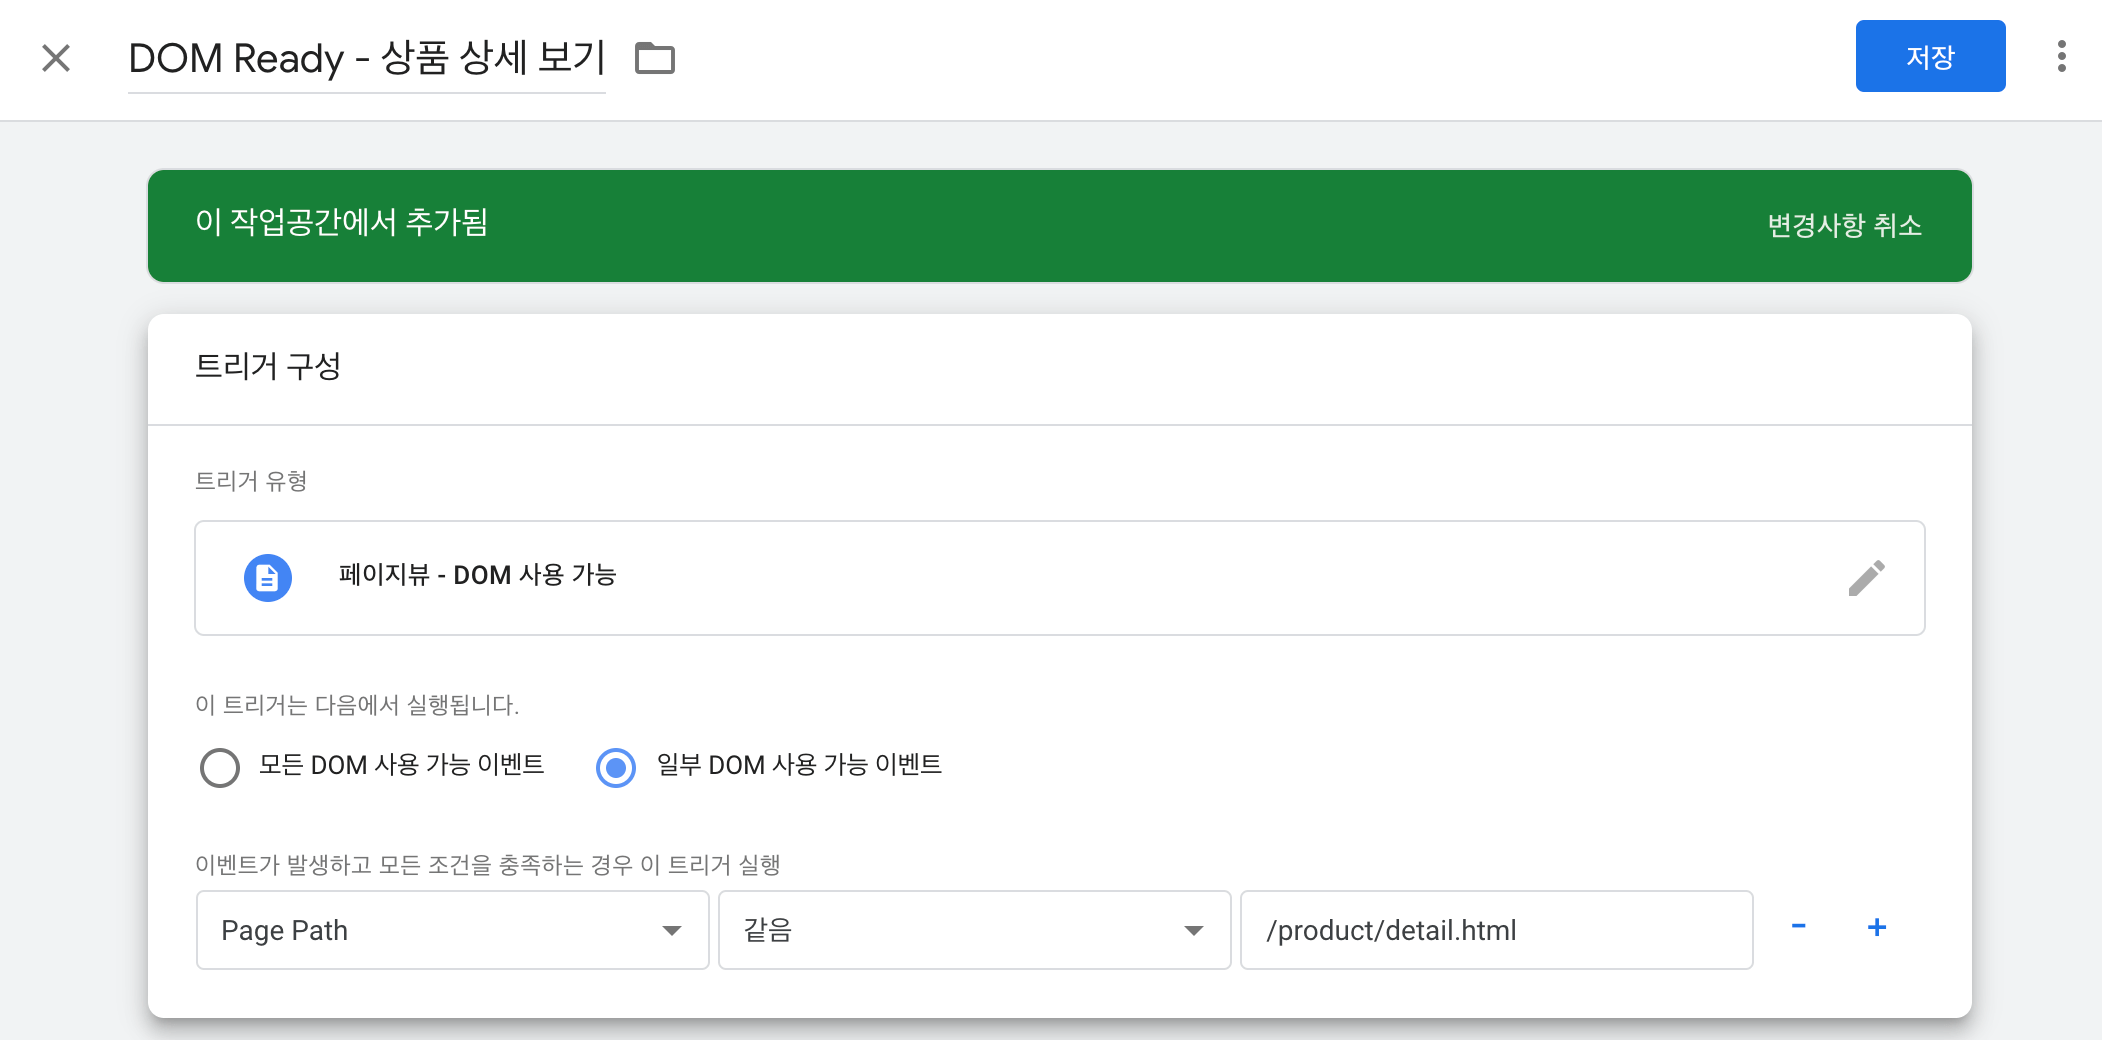 DOM Ready - 상품 상세 보기
저장
이 작업공간에서 추가됨
변경사항 취소
트리거 구성
트리거 유형
페이지뷰 - DOM 사용 가능
이 트리거는 다음에서 실행됩니다.
모든 DOM 사용 가능 이벤트
일부 DOM 사용 가능 이벤트
이벤트가 발생하고 모든 조건을 충족하는 경우 이 트리거 실행
Page Path
같음
/product/detail.html